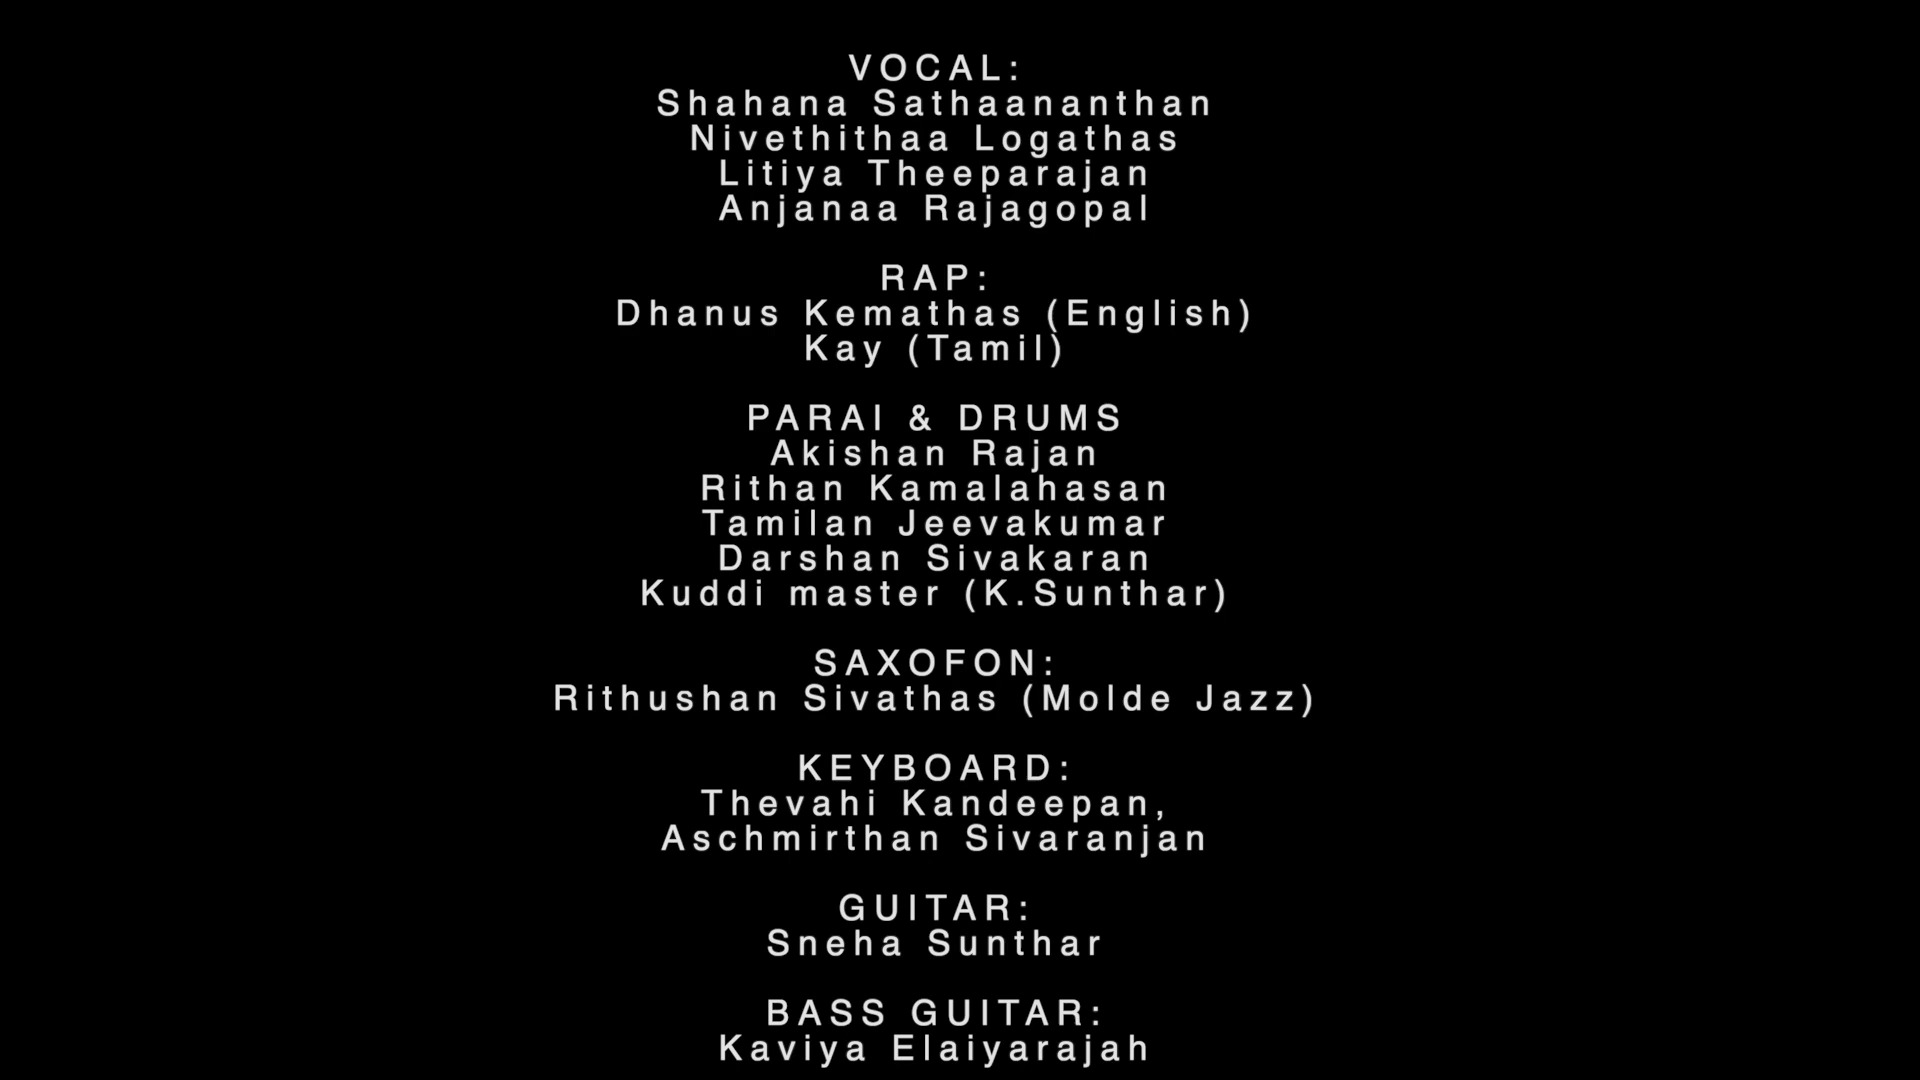 VOCAL:
Shahana Sathaananthan
Nivethithaa Logathas
Litiya Theeparajan
Anjanaa Rajagopal
RAP:
Dhanus Kemathas (English)
Kay (Tamil)
PARAI & DRUMS
Akishan Rajan
Rithan Kamalahasan
Tamilan Jeevakumar
Darshan Sivakaran
Kuddi master (K.Sunthar)
SAXOFON:
Rithushan Sivathas (Molde Jazz)
KEYBOARD:
Thevahi Kandeepan,
Aschmirthan Sivaranjan
GUITAR:
Sneha Sunthar
BASS GUITAR:
Kaviya Elaiyarajah